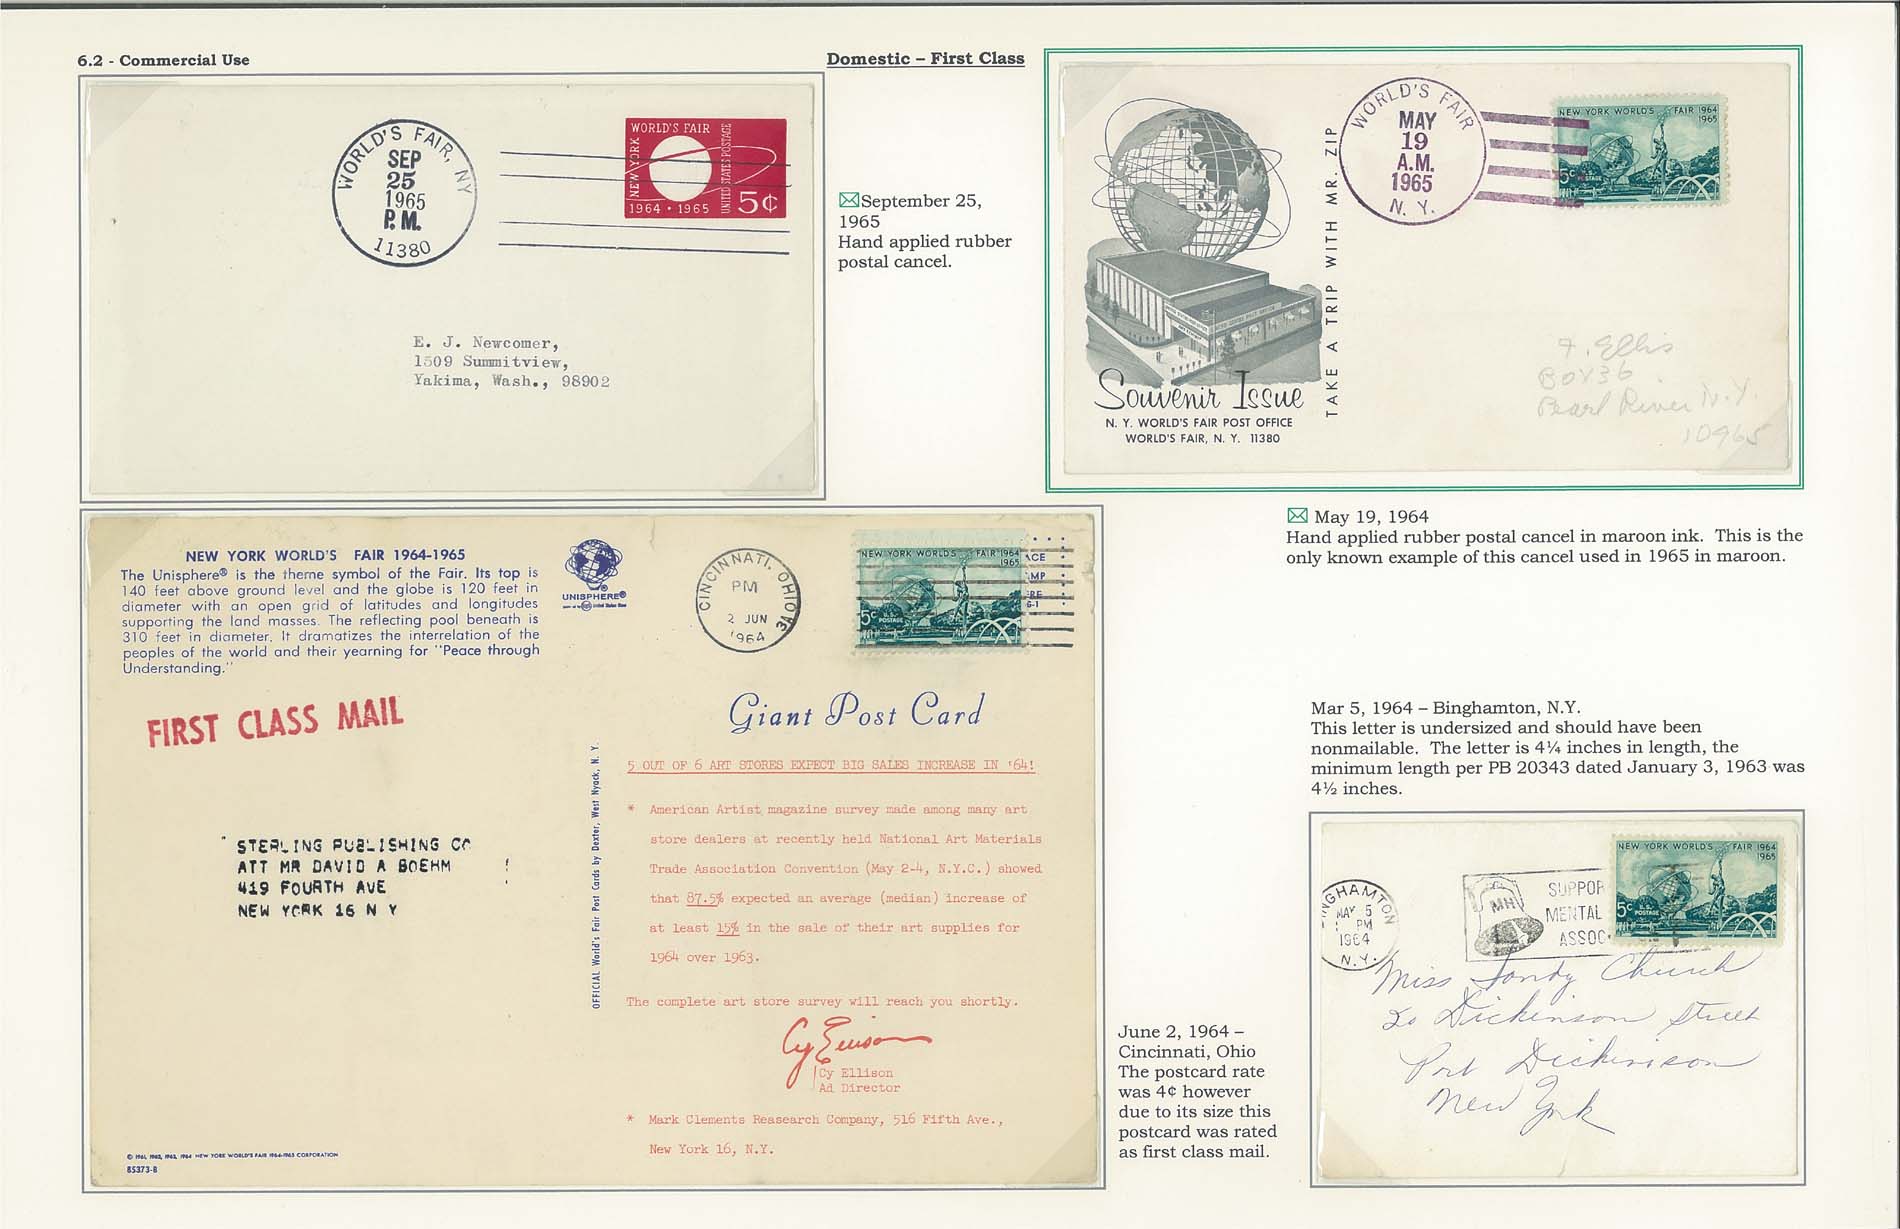 6.2 - Commercial Use
Domestic – First Class
WORLD'S FAIR, NY
SEP
25
1965
P.M.
11380
WORLD'S FAIR
NEW YORK
UNITED STATES POSTAGE
1964 • 1965
5¢
E. J. Newcomer,
1509 Summitview,
Yakima, Wash., 98902
September 25,
1965
Hand applied rubber
postal cancel.
Souvenir Issue
N. Y. WORLD'S FAIR POST OFFICE
WORLD'S FAIR, N. Y. 11380
TAKE A TRIP WITH MR. ZIP
WORLD'S FAIR
MAY
19
A.M.
1965
N. Y.
NEW YORK WORLD'S FAIR 1964
1965
5c POSTAGE
F. Ellis
Box 36
Pearl River N.Y.
10965
May 19, 1964
Hand applied rubber postal cancel in maroon ink. This is the
only known example of this cancel used in 1965 in maroon.
NEW YORK WORLD'S FAIR 1964-1965
The Unisphere® is the theme symbol of the Fair. Its top is
140 feet above ground level and the globe is 120 feet in
diameter with an open grid of latitudes and longitudes
supporting the land masses. The reflecting pool beneath is
310 feet in diameter. It dramatizes the interrelation of the
peoples of the world and their yearning for "Peace through
Understanding."
UNISPHERE®
CINCINNATI, OHIO
PM
2 JUN
1964
3A
NEW YORK WORLD'S FAIR 1964
1965
5c POSTAGE
FIRST CLASS MAIL
STERLING PUBLISHING CO
ATT MR DAVID A BOEHM
419 FOURTH AVE
NEW YORK 16 N Y
OFFICIAL World's Fair Post Cards by Dexter, West Nyack, N. Y.
Giant Post Card
5 OUT OF 6 ART STORES EXPECT BIG SALES INCREASE IN '64!
* American Artist magazine survey made among many art
store dealers at recently held National Art Materials
Trade Association Convention (May 2-4, N.Y.C.) showed
that 87.5% expected an average (median) increase of
at least 15% in the sale of their art supplies for
1964 over 1963.
The complete art store survey will reach you shortly.
Cy Ellison
Cy Ellison
Ad Director
* Mark Clements Reasearch Company, 516 Fifth Ave.,
New York 16, N.Y.
© 1961, 1962, 1963, 1964 NEW YORK WORLD'S FAIR 1964-1965 CORPORATION
85373-B
June 2, 1964 –
Cincinnati, Ohio
The postcard rate
was 4¢ however
due to its size this
postcard was rated
as first class mail.
Mar 5, 1964 – Binghamton, N.Y.
This letter is undersized and should have been
nonmailable. The letter is 4¼ inches in length, the
minimum length per PB 20343 dated January 3, 1963 was
4½ inches.
NGHAMTON
MAY 5
PM
1964
N.Y.
MH
SUPPOR
MENTAL
ASSOC
NEW YORK WORLD'S FAIR 1964
1965
5c U.S. POSTAGE
Miss Sandy Church
20 Dickinson Street
Port Dickinson
New York